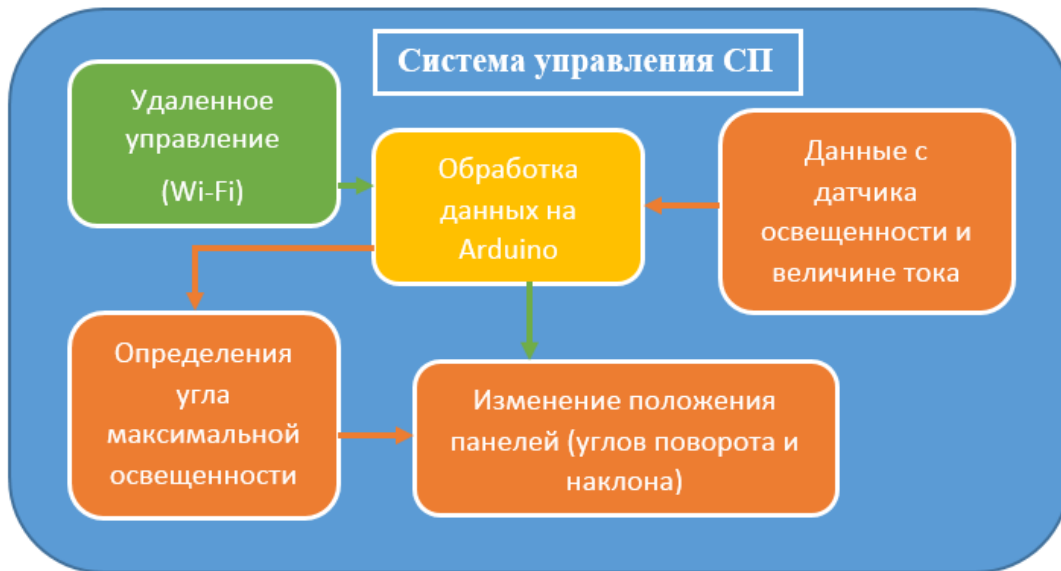 Система управления СП
Удаленное
управление
(Wi-Fi)
Обработка
данных на
Arduino
Данные с
датчика
освещенности и
величине тока
Определения
угла
максимальной
освещенности
Изменение положения
панелей (углов поворота и
наклона)